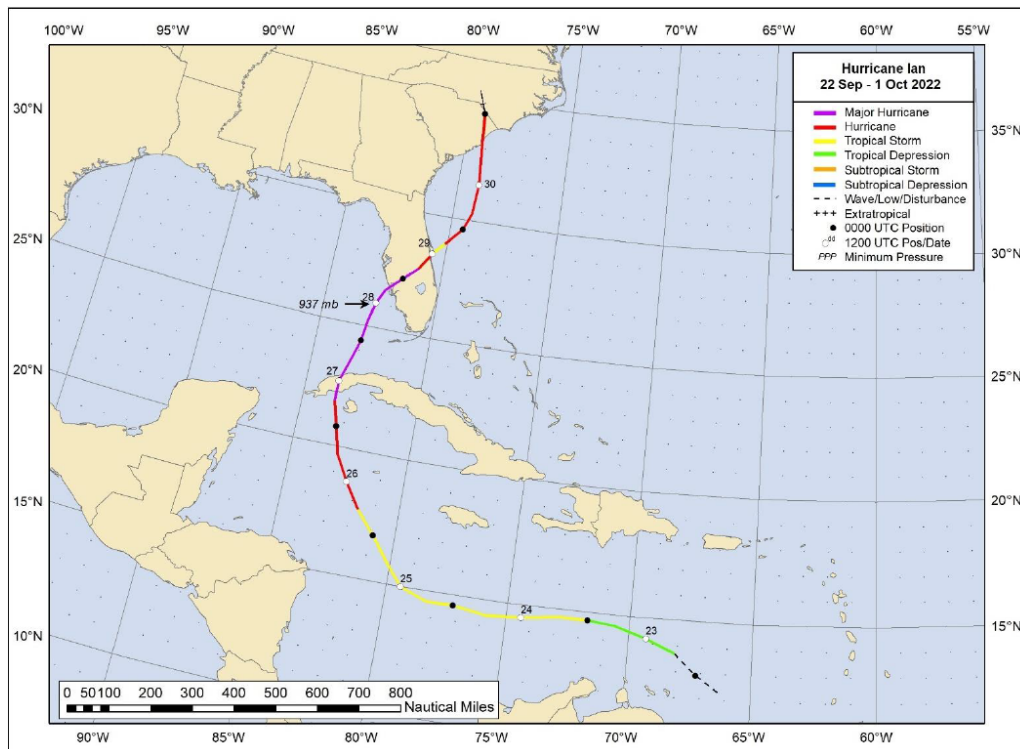 100°W 95°W 90°W 85°W 80°W 75°W 70°W 65°W 60°W 55°W
Hurricane Ian
22 Sep - 1 Oct 2022
Major Hurricane
Hurricane
Tropical Storm
Tropical Depression
Subtropical Storm
Subtropical Depression
Wave/Low/Disturbance
Extratropical
0000 UTC Position
00 1200 UTC Pos/Date
PPP Minimum Pressure
30°N
35°N
30
25°N
29
30°N
28
937 mb
20°N
27
25°N
26
15°N
20°N
25
24
23
10°N
15°N
0 50 100 200 300 400 500 600 700 800
Nautical Miles
90°W 85°W 80°W 75°W 70°W 65°W 60°W